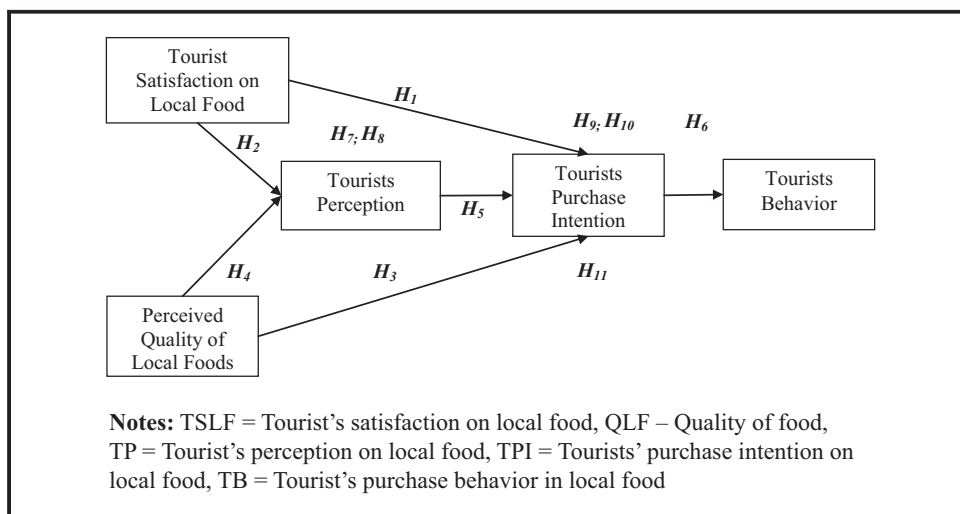 Tourist
Satisfaction on
Local Food
H1
H9; H10
H6
H7; H8
H2
Tourists
Perception
H5
Tourists
Purchase
Intention
Tourists
Behavior
H4
H3
H11
Perceived
Quality of
Local Foods
Notes: TSLF = Tourist’s satisfaction on local food, QLF – Quality of food,
TP = Tourist’s perception on local food, TPI = Tourists’ purchase intention on
local food, TB = Tourist’s purchase behavior in local food